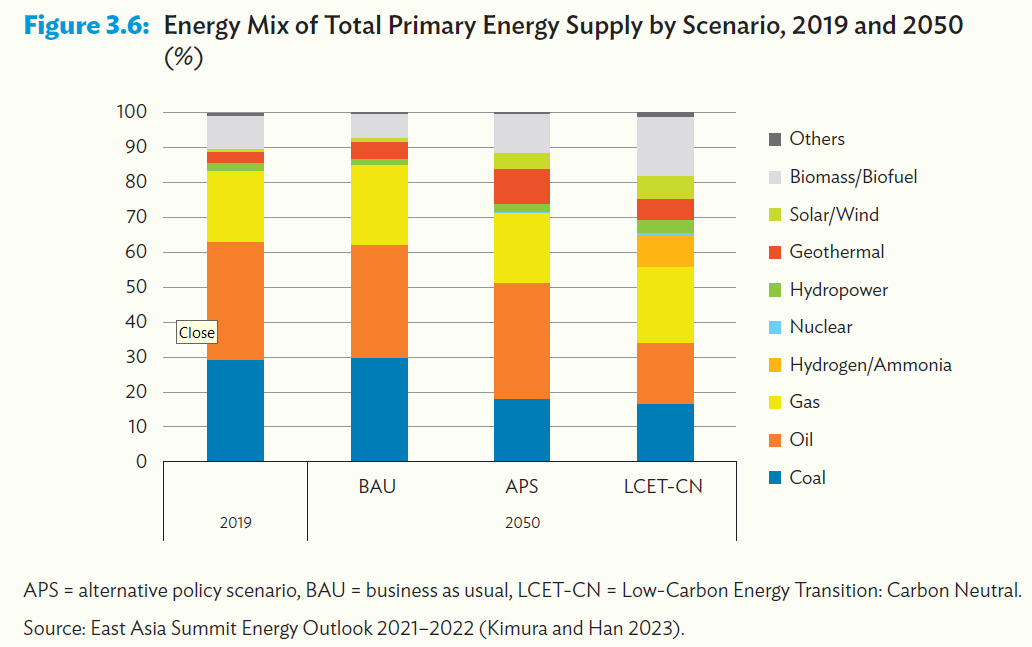 Figure 3.6: Energy Mix of Total Primary Energy Supply by Scenario, 2019 and 2050
(%)
100
90
80
70
60
50
40
30
20
10
0
Close
BAU
APS
LCET-CN
2019
2050
Others
Biomass/Biofuel
Solar/Wind
Geothermal
Hydropower
Nuclear
Hydrogen/Ammonia
Gas
Oil
Coal
APS = alternative policy scenario, BAU = business as usual, LCET-CN = Low-Carbon Energy Transition: Carbon Neutral.
Source: East Asia Summit Energy Outlook 2021–2022 (Kimura and Han 2023).